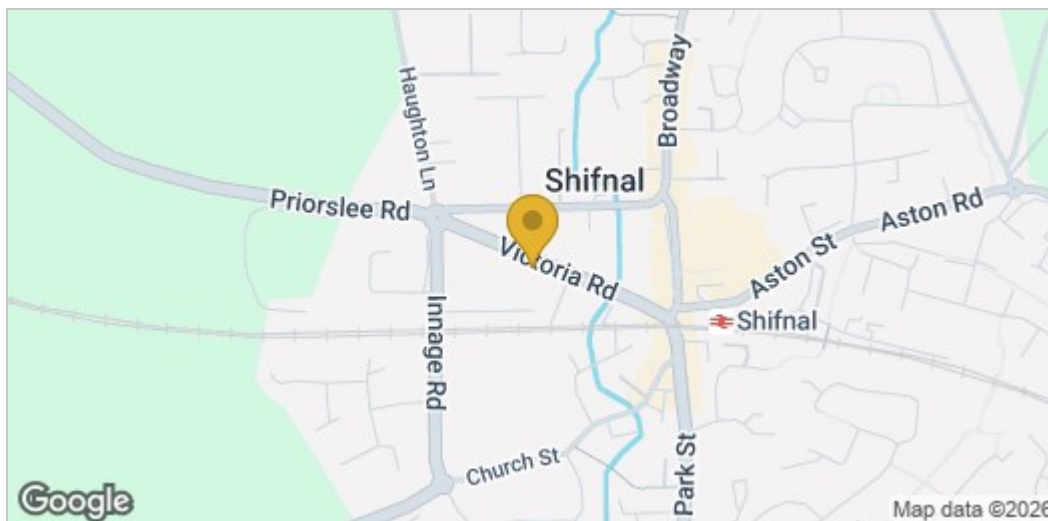 Haughton Ln
Broadway
Shifnal
Priorslee Rd
Aston Rd
Victoria Rd
Aston St
Innage Rd
Shifnal
Church St
Park St
Google
Map data ©2026